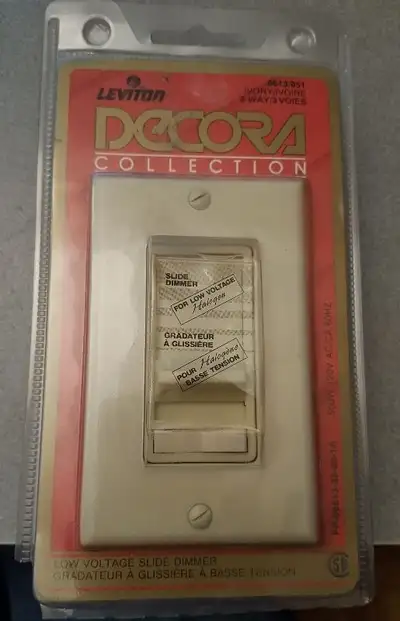 LEVITON
IVORY/IVOIRE
3 WAY/3 VOIES
DECORA
COLLECTION
SLIDE
DIMMER
FOR LOW VOLTAGE
Halogen
GRADATEUR
À GLISSIÈRE
POUR Halogène
BASSE TENSION
LOW VOLTAGE SLIDE DIMMER
GRADATEUR À GLISSIÈRE À BASSE TENSION